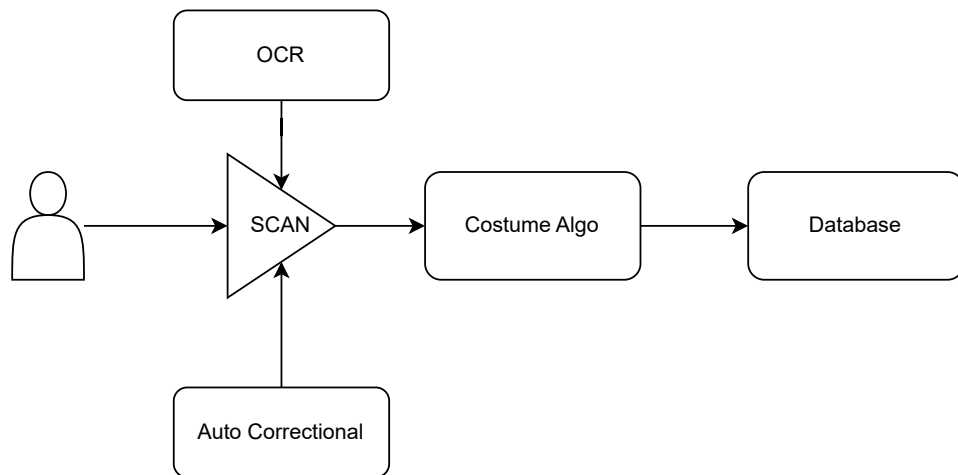 OCR
SCAN
Costume Algo
Database
Auto Correctional